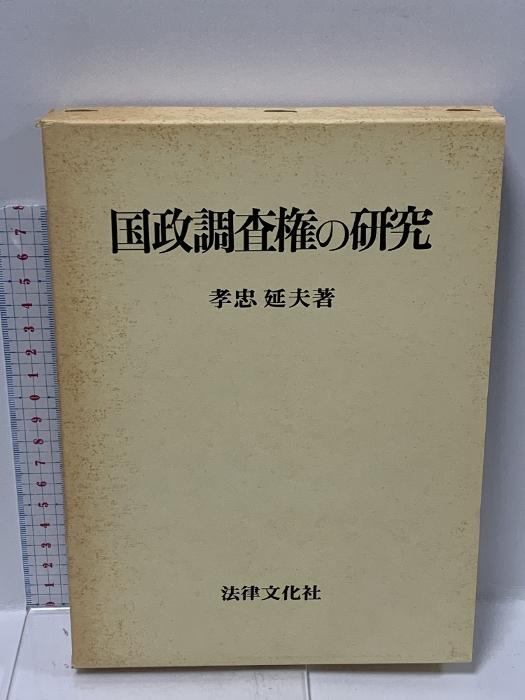 国政調査権の研究
孝忠 延夫著
法律文化社